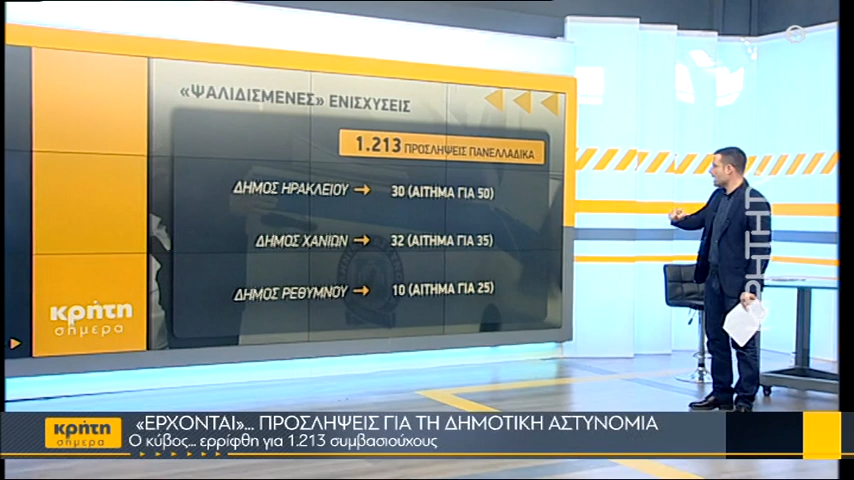 «ΨΑΛΙΔΙΣΜΕΝΕΣ» ΕΝΙΣΧΥΣΕΙΣ
1.213 ΠΡΟΣΛΗΨΕΙΣ ΠΑΝΕΛΛΑΔΙΚΑ
ΔΗΜΟΣ ΗΡΑΚΛΕΙΟΥ → 30 (ΑΙΤΗΜΑ ΓΙΑ 50)
ΔΗΜΟΣ ΧΑΝΙΩΝ → 32 (ΑΙΤΗΜΑ ΓΙΑ 35)
ΔΗΜΟΣ ΡΕΘΥΜΝΟΥ → 10 (ΑΙΤΗΜΑ ΓΙΑ 25)
κρήτη
σήμερα
κρήτη
σήμερα
«ΕΡΧΟΝΤΑΙ»... ΠΡΟΣΛΗΨΕΙΣ ΓΙΑ ΤΗ ΔΗΜΟΤΙΚΗ ΑΣΤΥΝΟΜΙΑ
Ο κύβος... ερρίφθη για 1.213 συμβασιούχους